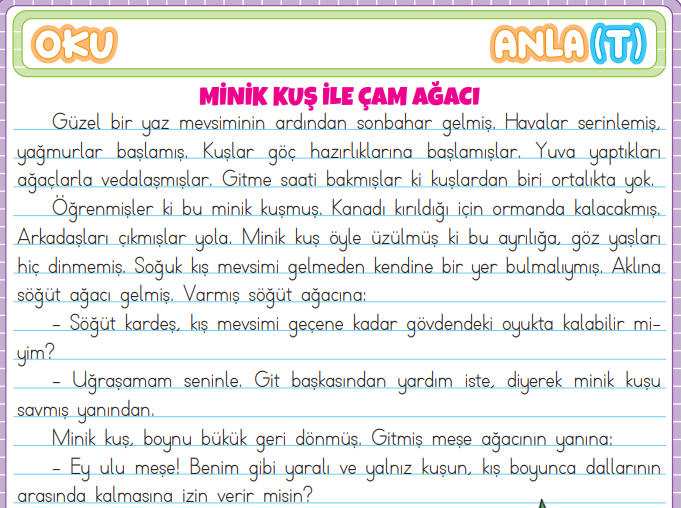 OKU
ANLA(T)
MİNİK KUŞ İLE ÇAM AĞACI
Güzel bir yaz mevsiminin ardından sonbahar gelmiş. Havalar serinlemiş,
yağmurlar başlamış. Kuşlar göç hazırlıklarına başlamışlar. Yuva yaptıkları
ağaçlarla vedalaşmışlar. Gitme saati bakmışlar ki kuşlardan biri ortalıkta yok.
Öğrenmişler ki bu minik kuşmuş. Kanadı kırıldığı için ormanda kalacakmış.
Arkadaşları çıkmışlar yola. Minik kuş öyle üzülmüş ki bu ayrılığa, göz yaşları
hiç dinmemiş. Soğuk kış mevsimi gelmeden kendine bir yer bulmalıymış. Aklına
söğüt ağacı gelmiş. Varmış söğüt ağacına:
- Söğüt kardeş, kış mevsimi geçene kadar gövdendeki oyukta kalabilir mi-
yim?
- Uğraşamam seninle. Git başkasından yardım iste, diyerek minik kuşu
savmış yanından.
Minik kuş, boynu bükük geri dönmüş. Gitmiş meşe ağacının yanına:
- Ey ulu meşe! Benim gibi yaralı ve yalnız kuşun, kış boyunca dallarının
arasında kalmasına izin verir misin?